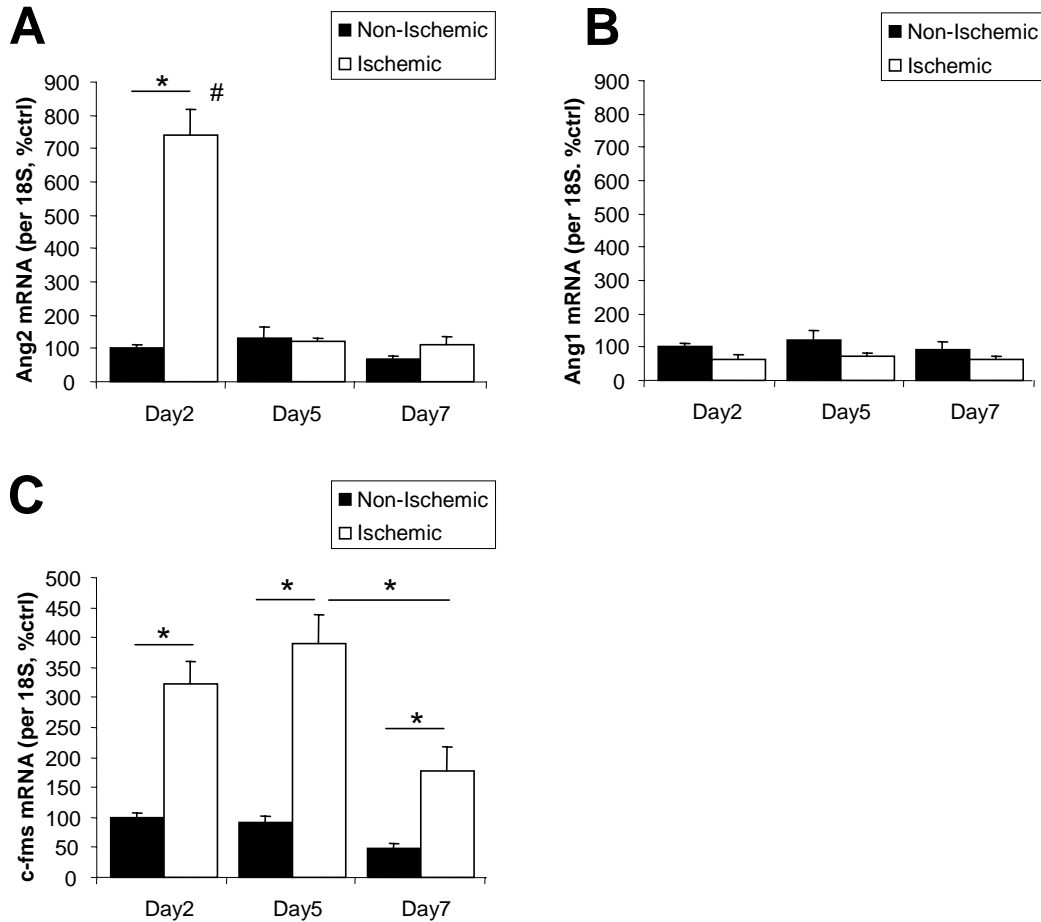 A
Non-Ischemic
Ischemic
Ang2 mRNA (per 18S, %ctrl)
900
800
700
600
500
400
300
200
100
0
*
#
Day2 Day5 Day7
B
Non-Ischemic
Ischemic
Ang1 mRNA (per 18S. %ctrl)
900
800
700
600
500
400
300
200
100
0
Day2 Day5 Day7
C
Non-Ischemic
Ischemic
c-fms mRNA (per 18S, %ctrl)
500
450
400
350
300
250
200
150
100
50
0
*
*
*
*
Day2 Day5 Day7